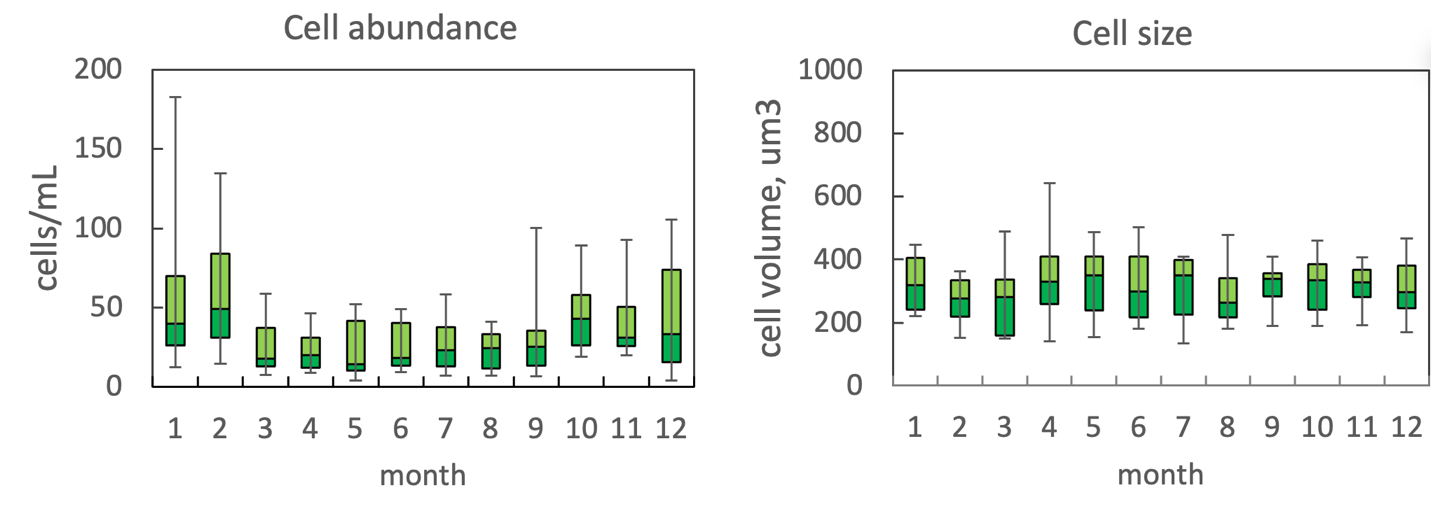 Cell abundance
cells/mL
200
150
100
50
0
1 2 3 4 5 6 7 8 9 10 11 12
month
Cell size
cell volume, um3
1000
800
600
400
200
0
1 2 3 4 5 6 7 8 9 10 11 12
month